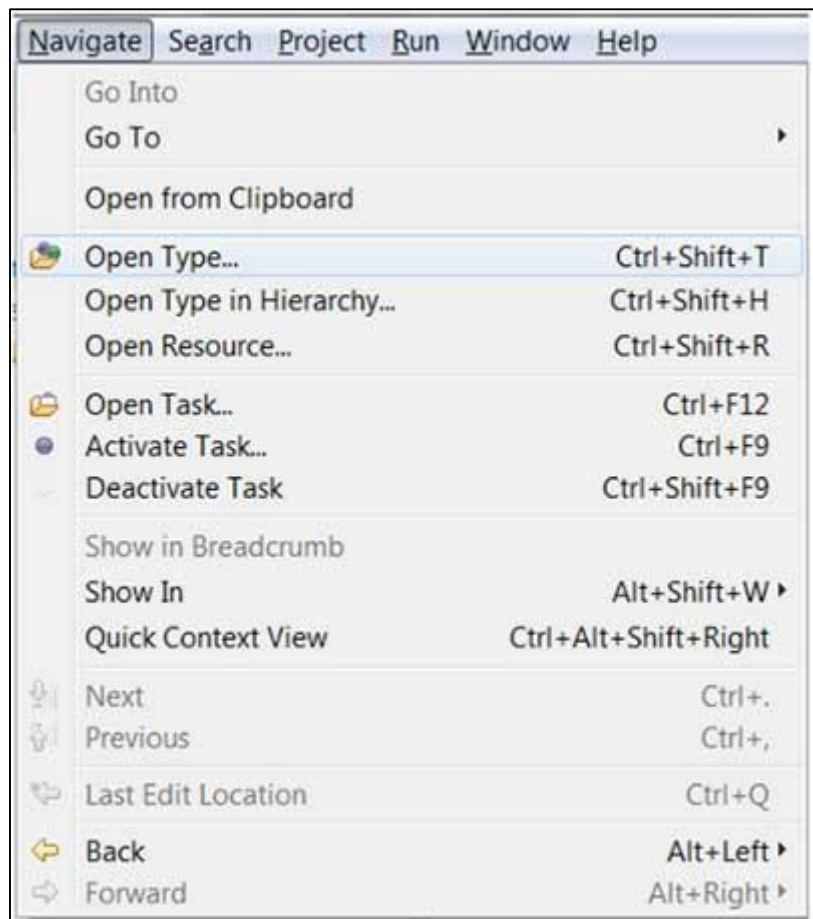 Navigate Search Project Run Window Help
Go Into
Go To
Open from Clipboard
Open Type... Ctrl+Shift+T
Open Type in Hierarchy... Ctrl+Shift+H
Open Resource... Ctrl+Shift+R
Open Task... Ctrl+F12
Activate Task... Ctrl+F9
Deactivate Task Ctrl+Shift+F9
Show in Breadcrumb
Show In Alt+Shift+W
Quick Context View Ctrl+Alt+Shift+Right
Next Ctrl+.
Previous Ctrl+,
Last Edit Location Ctrl+Q
Back Alt+Left
Forward Alt+Right